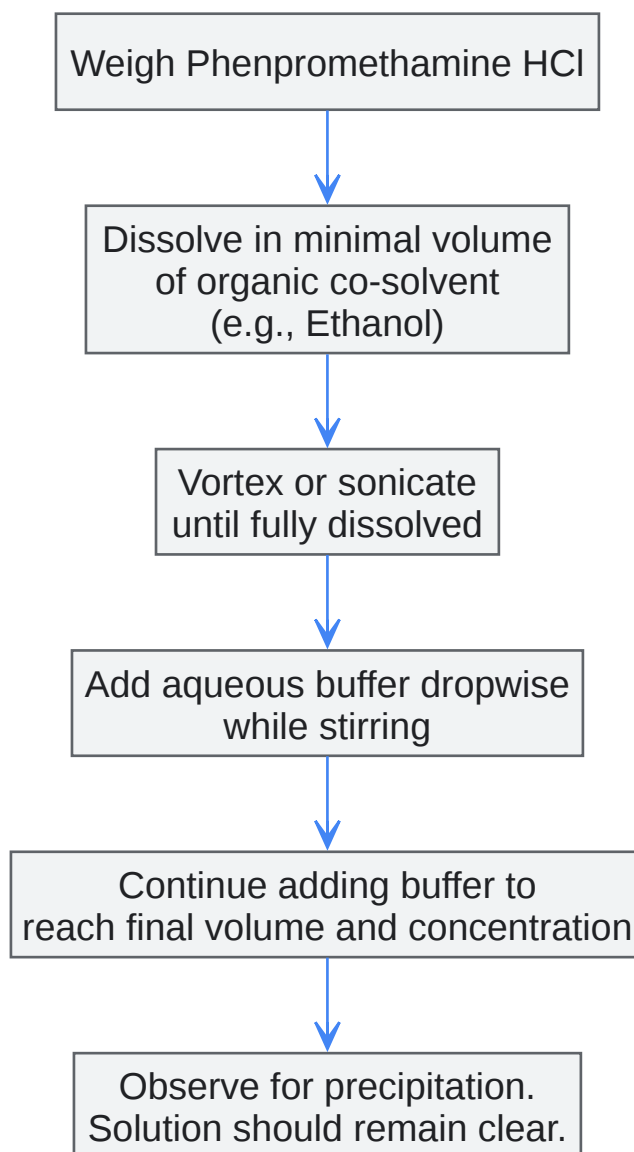 Weigh Phenpromethamine HCl
Dissolve in minimal volume
of organic co-solvent
(e.g., Ethanol)
Vortex or sonicate
until fully dissolved
Add aqueous buffer dropwise
while stirring
Continue adding buffer to
reach final volume and concentration
Observe for precipitation.
Solution should remain clear.